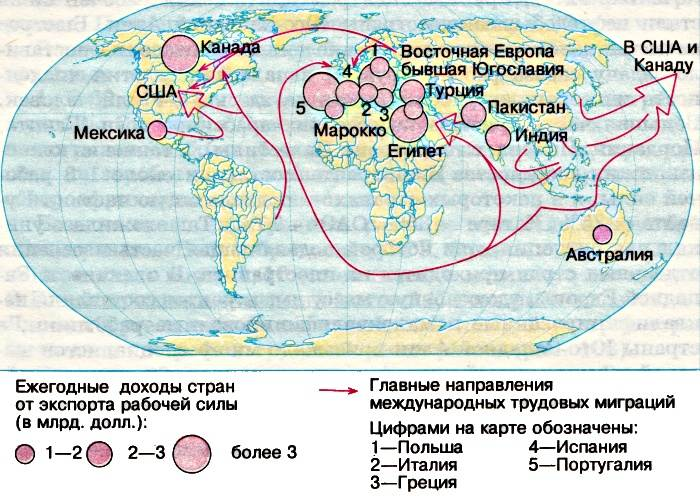 Канада
США
Мексика
1 Восточная Европа
бывшая Югославия
4
Турция
5
2
3
Марокко
Египет
Пакистан
Индия
В США и
Канаду
Австралия
Ежегодные доходы стран
от экспорта рабочей силы
(в млрд. долл.):
1—2 2—3 более 3
Главные направления
международных трудовых миграций
Цифрами на карте обозначены:
1—Польша 4—Испания
2—Италия 5—Португалия
3—Греция